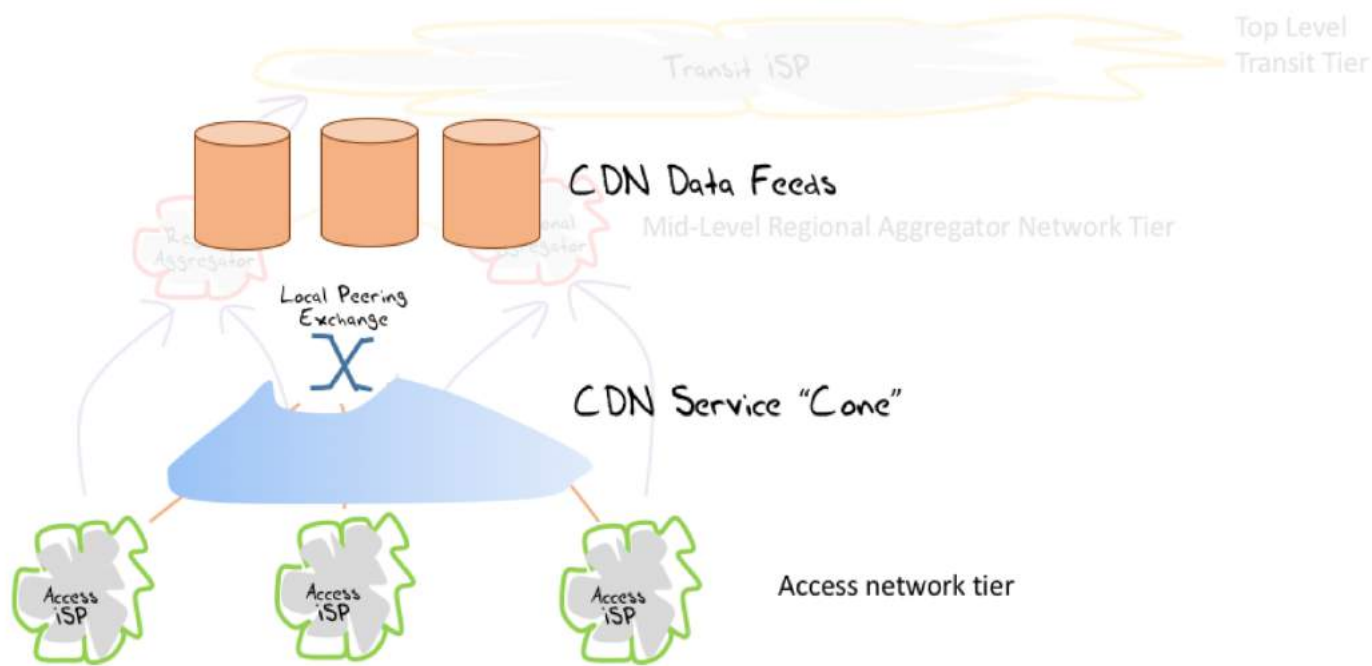 Top Level
Transit Tier
Transit iSP
CDN Data Feeds
Mid-Level Regional Aggregator Network Tier
Aggregator
Local Peering
Exchange
CDN Service “Cone”
Access
iSP
Access
iSP
Access
iSP
Access network tier